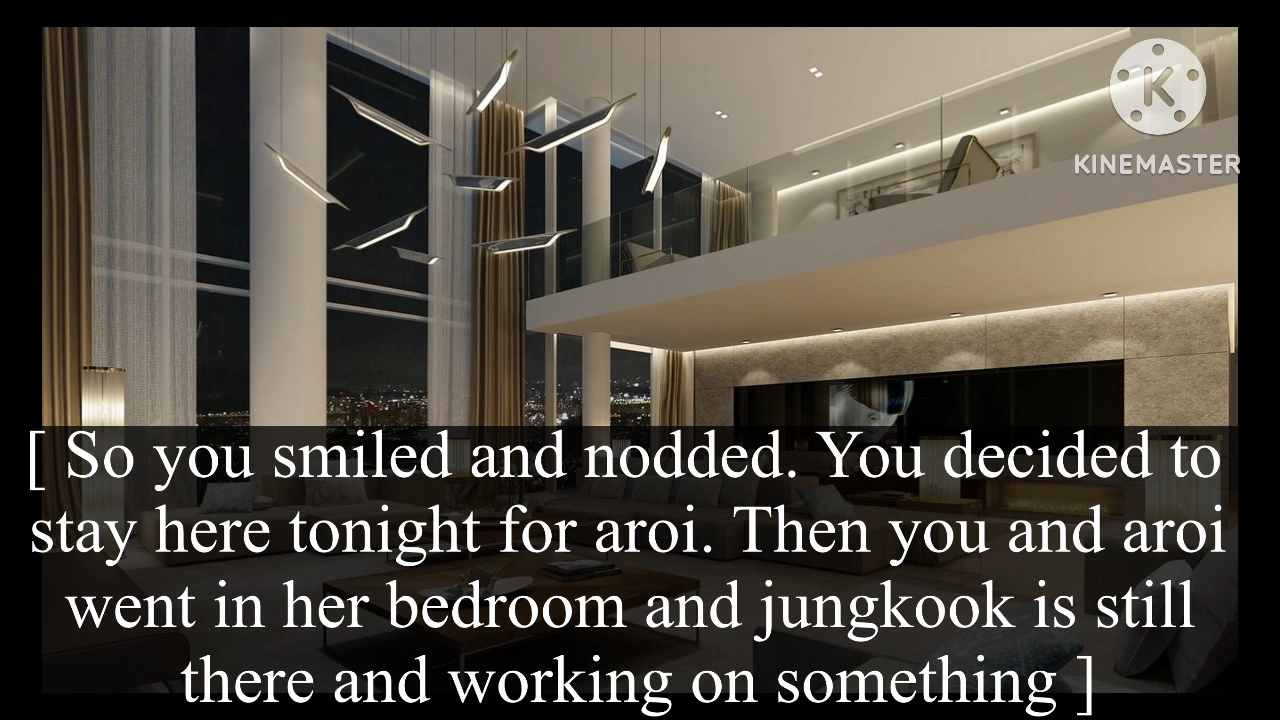 K
KINEMASTER
[ So you smiled and nodded. You decided to
stay here tonight for aroi. Then you and aroi
went in her bedroom and jungkook is still
there and working on something ]